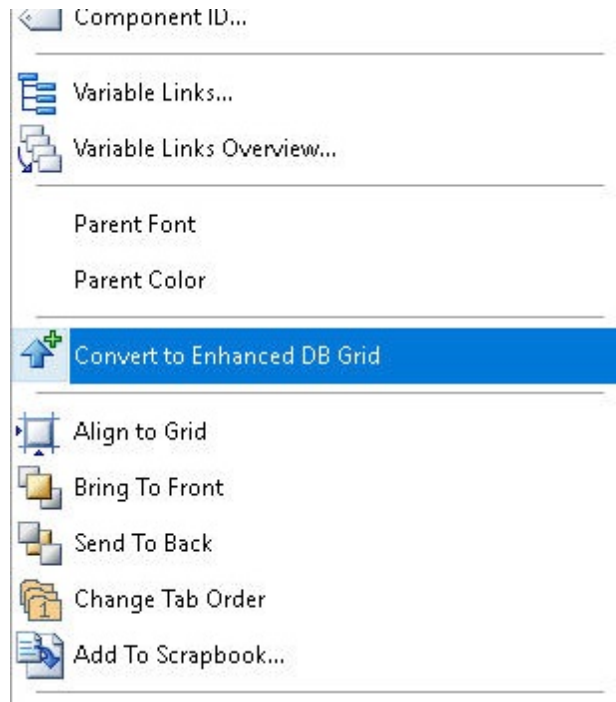 Component ID...
Variable Links...
Variable Links Overview...
Parent Font
Parent Color
Convert to Enhanced DB Grid
Align to Grid
Bring To Front
Send To Back
Change Tab Order
1
Add To Scrapbook...